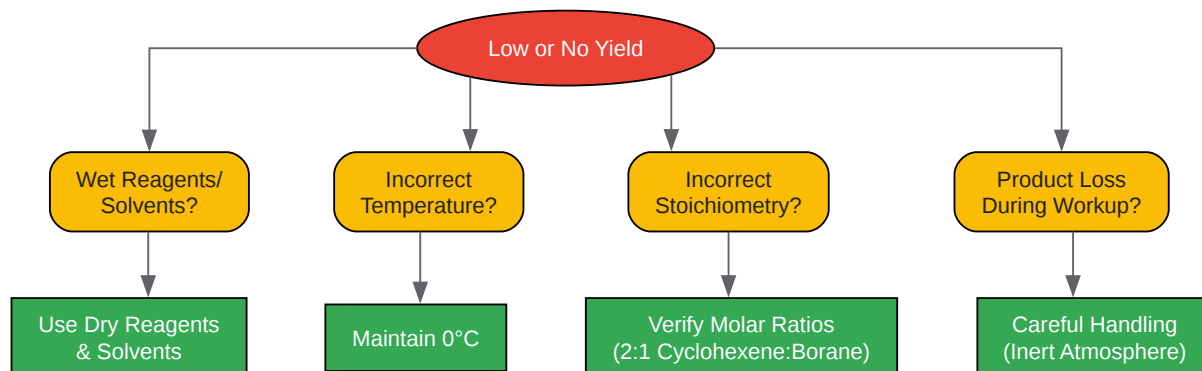 Low or No Yield
Wet Reagents/
Solvents?
Incorrect
Temperature?
Incorrect
Stoichiometry?
Product Loss
During Workup?
Use Dry Reagents
& Solvents
Maintain 0°C
Verify Molar Ratios
(2:1 Cyclohexene:Borane)
Careful Handling
(Inert Atmosphere)